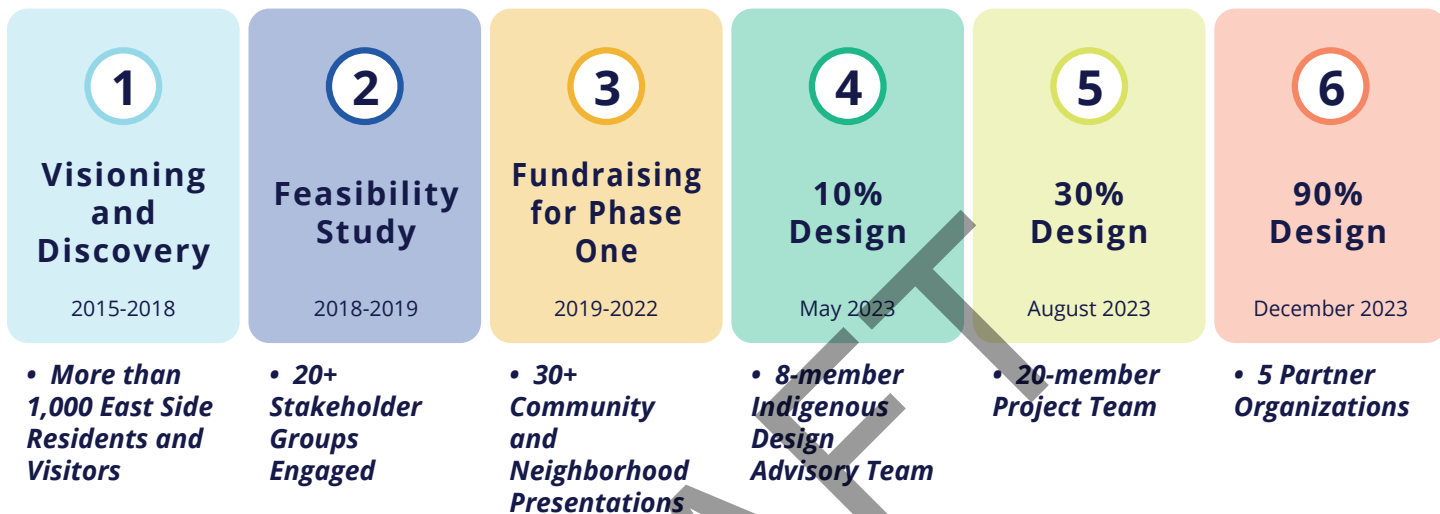 1
Visioning
and
Discovery
2015-2018
• More than
1,000 East Side
Residents and
Visitors
2
Feasibility
Study
2018-2019
• 20+
Stakeholder
Groups
Engaged
3
Fundraising
for Phase
One
2019-2022
• 30+
Community
and
Neighborhood
Presentations
4
10%
Design
May 2023
• 8-member
Indigenous
Design
Advisory Team
5
30%
Design
August 2023
• 20-member
Project Team
6
90%
Design
December 2023
• 5 Partner
Organizations